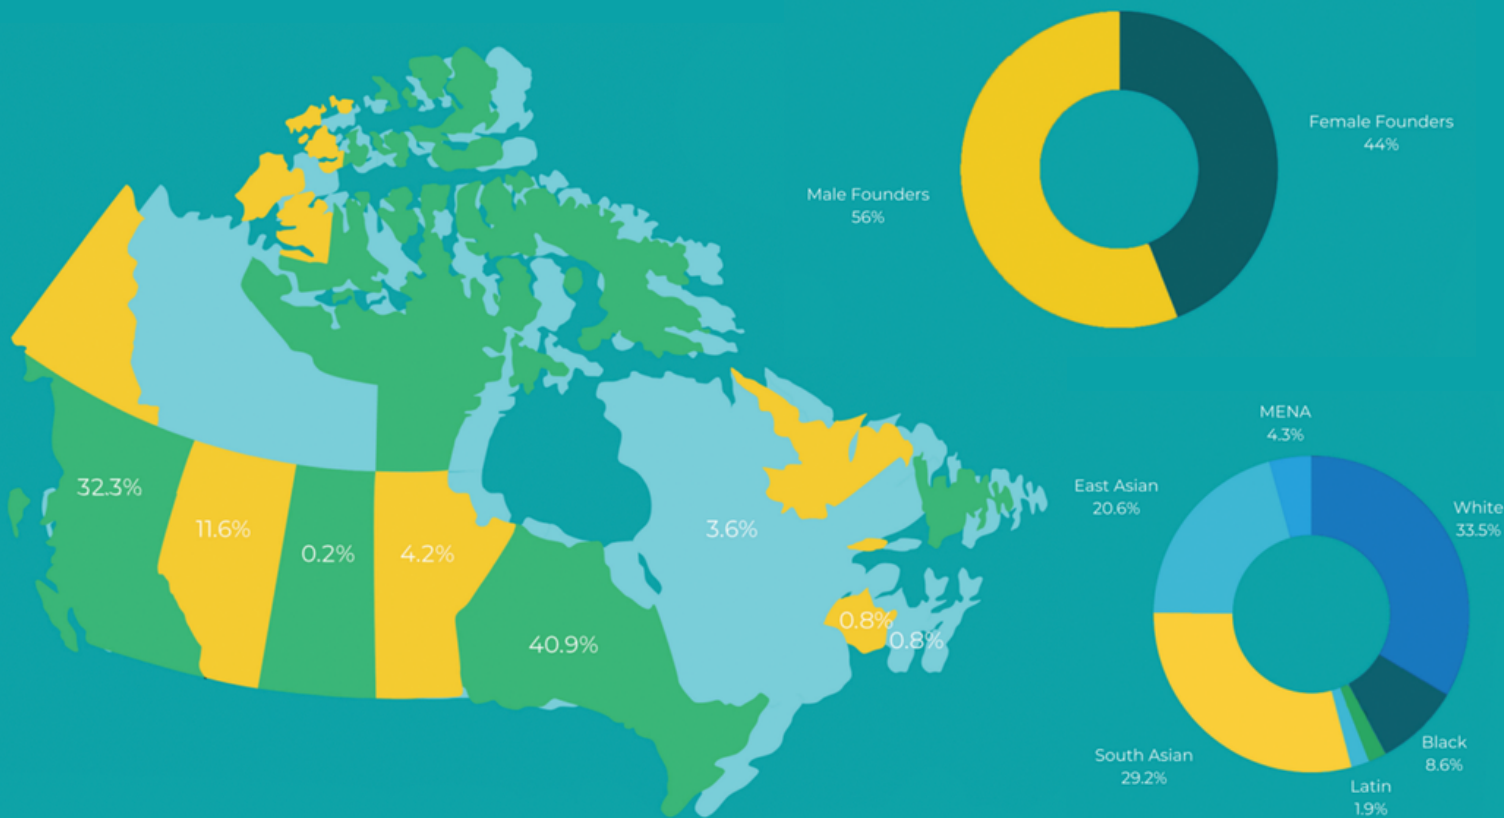 Female Founders
44%
Male Founders
56%
32.3%
11.6%
0.2%
4.2%
40.9%
3.6%
0.8%
0.8%
MENA
4.3%
East Asian
20.6%
White
33.5%
South Asian
29.2%
Black
8.6%
Latin
1.9%